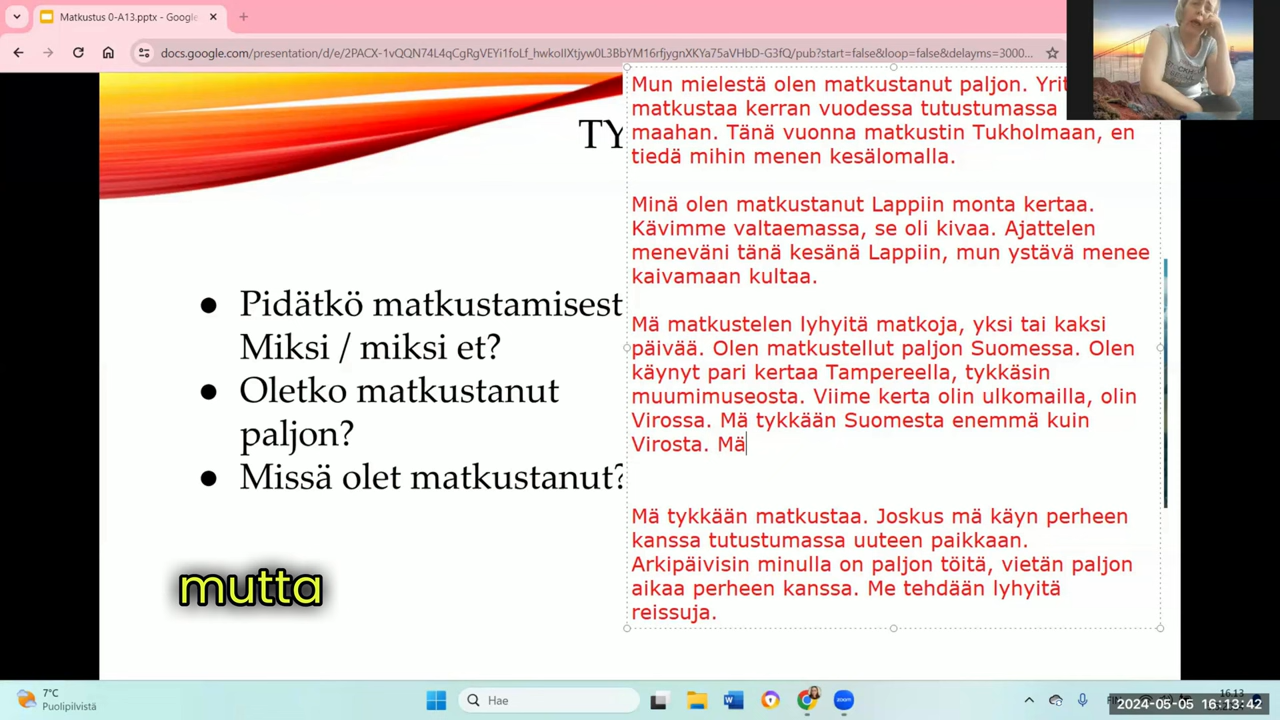 Matkustus 0-A13.pptx - Google
docs.google.com/presentation/d/e/2PACX-1vQQN74L4qCgRgVEYi1foLf_hwkoIIXtjyw0L3BbYM16rfjygnXKYa75aVHbD-G3fQ/pub?start=false&loop=false&delayms=3000...
TY
Mun mielestä olen matkustanut paljon. Yrit
matkustaa kerran vuodessa tutustumassa
maahan. Tänä vuonna matkustin Tukholmaan, en
tiedä mihin menen kesälomalla.
Minä olen matkustanut Lappiin monta kertaa.
Kävimme valtaemassa, se oli kivaa. Ajattelen
meneväni tänä kesänä Lappiin, mun ystävä menee
kaivamaan kultaa.
Mä matkustelen lyhyitä matkoja, yksi tai kaksi
päivää. Olen matkustellut paljon Suomessa. Olen
käynyt pari kertaa Tampereella, tykkäsin
muumimuseosta. Viime kerta olin ulkomailla, olin
Virossa. Mä tykkään Suomesta enemmä kuin
Virosta. Mä
Mä tykkään matkustaa. Joskus mä käyn perheen
kanssa tutustumassa uuteen paikkaan.
Arkipäivisin minulla on paljon töitä, vietän paljon
aikaa perheen kanssa. Me tehdään lyhyitä
reissuja.
● Pidätkö matkustamisest
Miksi / miksi et?
● Oletko matkustanut
paljon?
● Missä olet matkustanut?
mutta
7°C
Puolipilvistä
Hae
16.13
2024-05-05 16:13:42